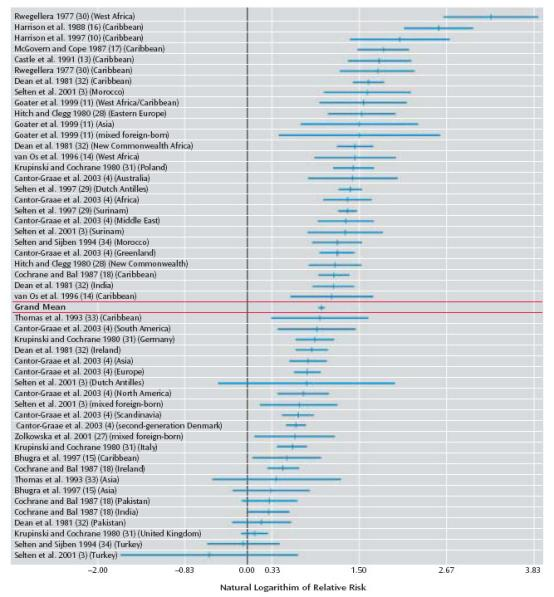 Rwegellera 1977 (30) (West Africa)
Harrison et al. 1988 (16) (Caribbean)
Harrison et al. 1997 (10) (Caribbean)
McGovern and Cope 1987 (17) (Caribbean)
Castle et al. 1991 (13) (Caribbean)
Rwegellera 1977 (30) (Caribbean)
Dean et al. 1981 (32) (Caribbean)
Selten et al. 2001 (3) (Morocco)
Goater et al. 1999 (11) (West Africa/Caribbean)
Hitch and Clegg 1980 (28) (Eastern Europe)
Goater et al. 1999 (11) (Asia)
Goater et al. 1999 (11) (mixed foreign-born)
Dean et al. 1981 (32) (New Commonwealth Africa)
van Os et al. 1996 (14) (West Africa)
Krupinski and Cochrane 1980 (31) (Poland)
Cantor-Graae et al. 2003 (4) (Australia)
Selten et al. 1997 (29) (Dutch Antilles)
Cantor-Graae et al. 2003 (4) (Africa)
Selten et al. 1997 (29) (Surinam)
Cantor-Graae et al. 2003 (4) (Middle East)
Selten et al. 2001 (3) (Surinam)
Selten and Sijben 1994 (34) (Morocco)
Cantor-Graae et al. 2003 (4) (Greenland)
Hitch and Clegg 1980 (28) (New Commonwealth)
Cochrane and Bal 1987 (18) (Caribbean)
Dean et al. 1981 (32) (India)
van Os et al. 1996 (14) (Caribbean)
Grand Mean
Thomas et al. 1993 (33) (Caribbean)
Cantor-Graae et al. 2003 (4) (South America)
Krupinski and Cochrane 1980 (31) (Germany)
Dean et al. 1981 (32) (Ireland)
Cantor-Graae et al. 2003 (4) (Asia)
Cantor-Graae et al. 2003 (4) (Europe)
Selten et al. 2001 (3) (Dutch Antilles)
Cantor-Graae et al. 2003 (4) (North America)
Selten et al. 2001 (3) (mixed foreign-born)
Cantor-Graae et al. 2003 (4) (Scandinavia)
Cantor-Graae et al. 2003 (4) (second-generation Denmark)
Zolkowska et al. 2001 (27) (mixed foreign-born)
Krupinski and Cochrane 1980 (31) (Italy)
Bhugra et al. 1997 (15) (Caribbean)
Cochrane and Bal 1987 (18) (Ireland)
Thomas et al. 1993 (33) (Asia)
Bhugra et al. 1997 (15) (Asia)
Cochrane and Bal 1987 (18) (Pakistan)
Cochrane and Bal 1987 (18) (India)
Dean et al. 1981 (32) (Pakistan)
Krupinski and Cochrane 1980 (31) (United Kingdom)
Selten and Sijben 1994 (34) (Turkey)
Selten et al. 2001 (3) (Turkey)
−2.00 −0.83 0.00 0.33 1.50 2.67 3.83
Natural Logarithim of Relative Risk